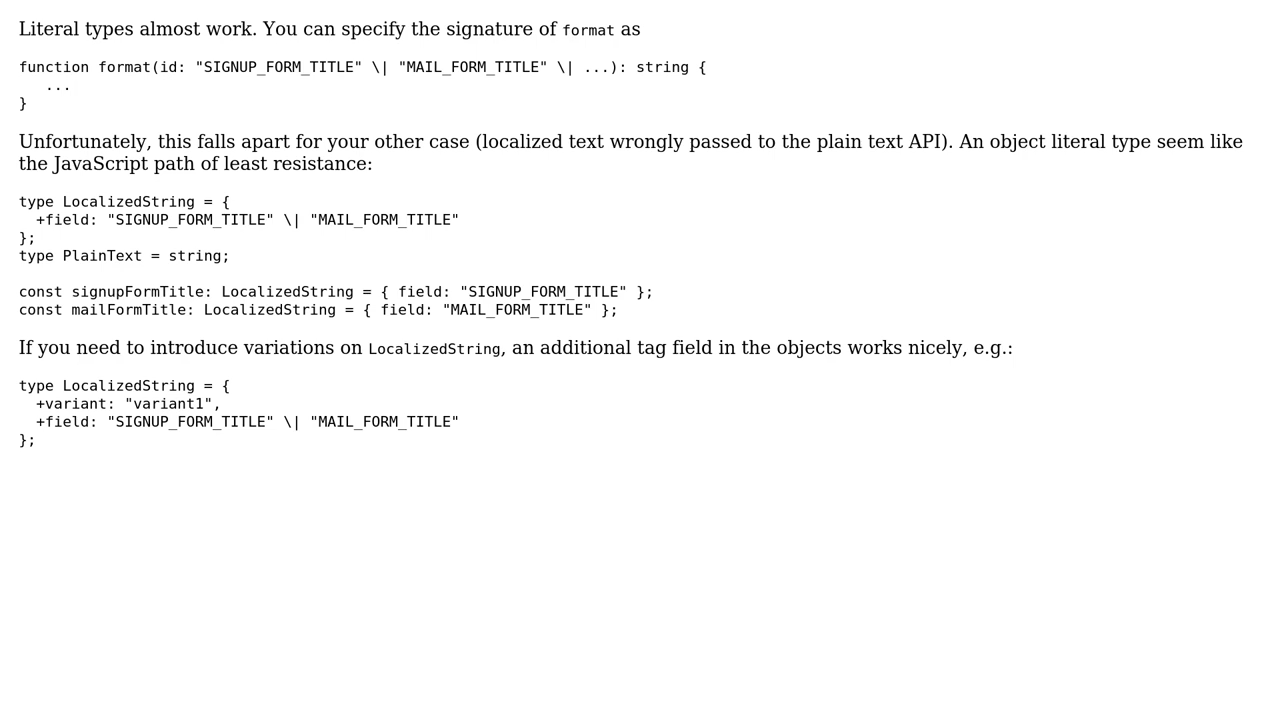 Literal types almost work. You can specify the signature of format as
function format(id: "SIGNUP_FORM_TITLE" \| "MAIL_FORM_TITLE" \| ...): string {
   ...
}
Unfortunately, this falls apart for your other case (localized text wrongly passed to the plain text API). An object literal type seem like
the JavaScript path of least resistance:
type LocalizedString = {
  +field: "SIGNUP_FORM_TITLE" \| "MAIL_FORM_TITLE"
};
type PlainText = string;
const signupFormTitle: LocalizedString = { field: "SIGNUP_FORM_TITLE" };
const mailFormTitle: LocalizedString = { field: "MAIL_FORM_TITLE" };
If you need to introduce variations on LocalizedString, an additional tag field in the objects works nicely, e.g.:
type LocalizedString = {
  +variant: "variant1",
  +field: "SIGNUP_FORM_TITLE" \| "MAIL_FORM_TITLE"
};